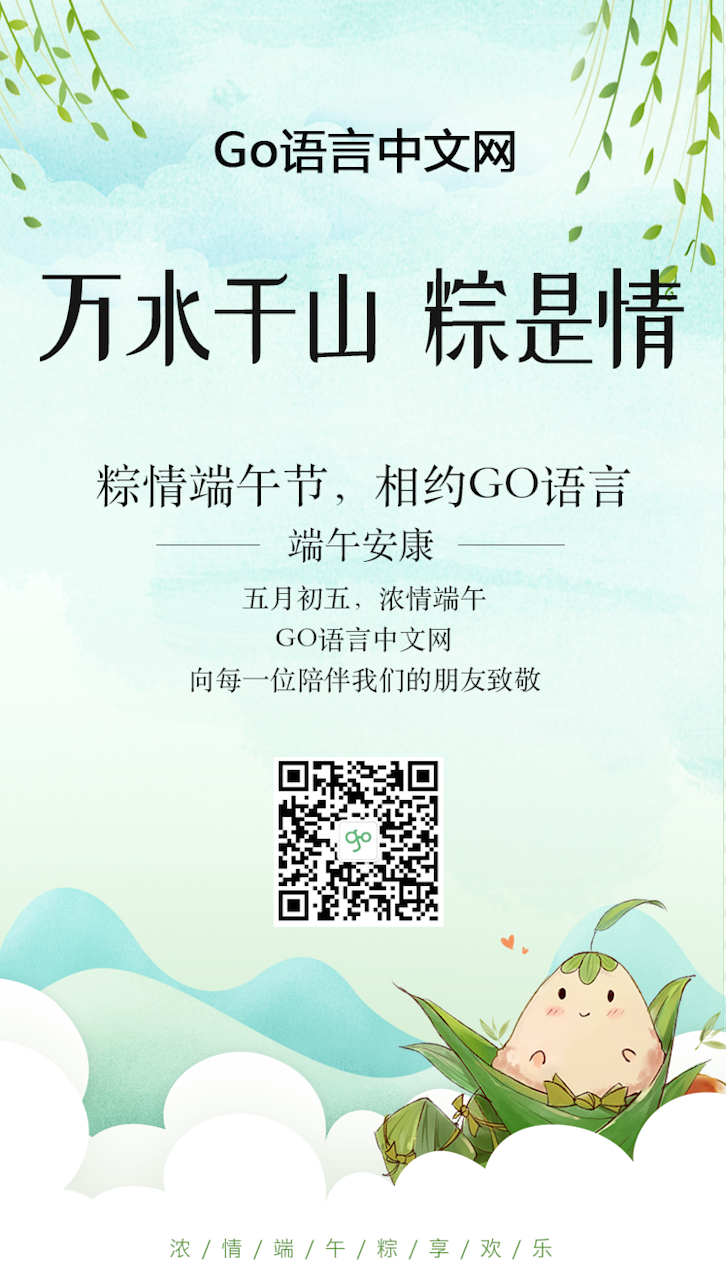 Go语言中文网
万水千山 粽是情
粽情端午节，相约GO语言
端午安康
五月初五，浓情端午
GO语言中文网
向每一位陪伴我们的朋友致敬
go
浓/情/端/午/粽/享/欢/乐